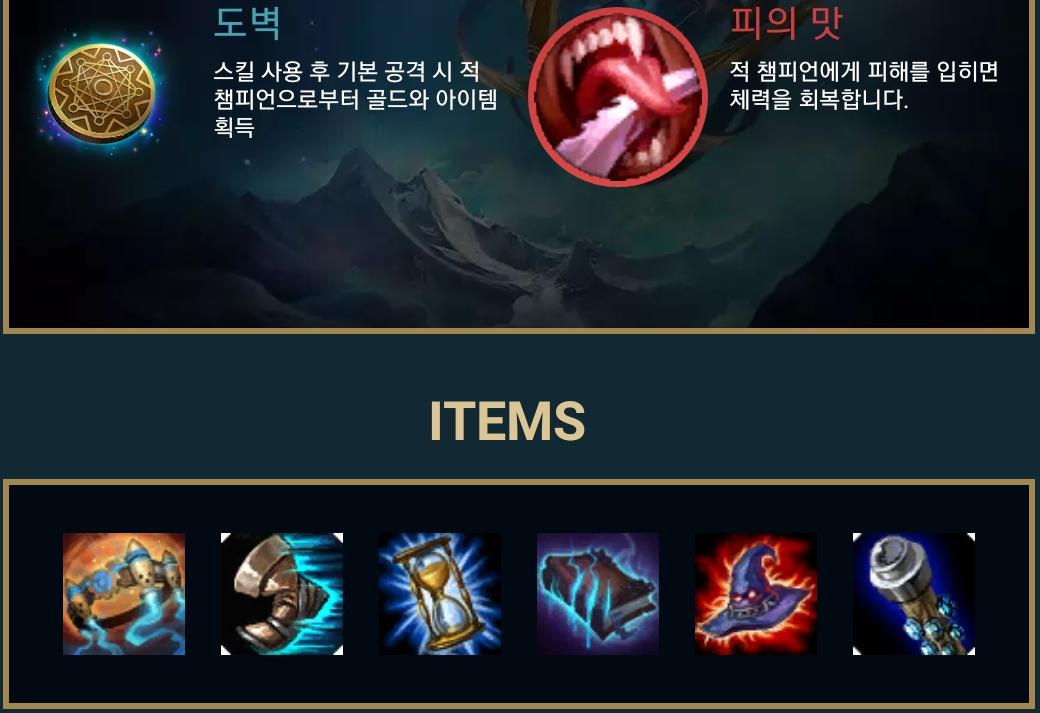 도벽
스킬 사용 후 기본 공격 시 적
챔피언으로부터 골드와 아이템
획득
피의 맛
적 챔피언에게 피해를 입히면
체력을 회복합니다.
ITEMS